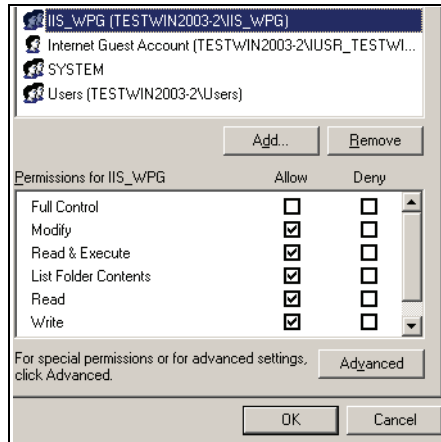 IIS_WPG (TESTWIN2003-2\IIS_WPG)
Internet Guest Account (TESTWIN2003-2\IUSR_TESTWI...
SYSTEM
Users (TESTWIN2003-2\Users)
Add... Remove
Permissions for IIS_WPG Allow Deny
Full Control
Modify
Read & Execute
List Folder Contents
Read
Write
For special permissions or for advanced settings, Advanced
click Advanced.
OK Cancel